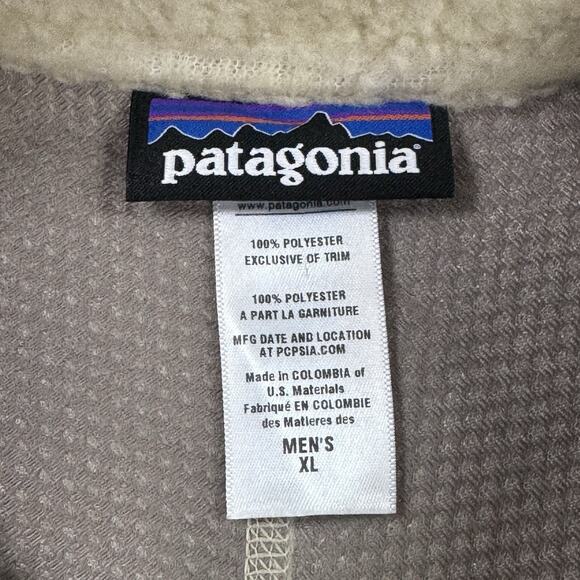 patagonia®
www.patagonia.com
100% POLYESTER
EXCLUSIVE OF TRIM
100% POLYESTER
A PART LA GARNITURE
MFG DATE AND LOCATION
AT PCPSIA.COM
Made in COLOMBIA of
U.S. Materials
Fabriqué EN COLOMBIE
des Matieres des
MEN'S
XL